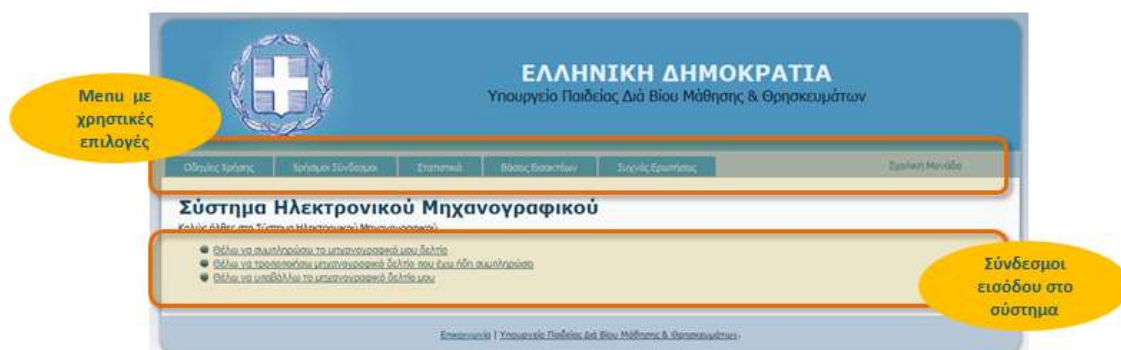 ΕΛΛΗΝΙΚΗ ΔΗΜΟΚΡΑΤΙΑ
Υπουργείο Παιδείας Διά Βίου Μάθησης & Θρησκευμάτων
Menu με
χρηστικές
επιλογές
Οδηγίες Χρήσης Χρήσιμοι Σύνδεσμοι Στατιστικά Βάσεις Εισακτέων Συχνές Ερωτήσεις Σχολική Μονάδα
Σύστημα Ηλεκτρονικού Μηχανογραφικού
Καλώς ήλθες στο Σύστημα Ηλεκτρονικού Μηχανογραφικού
Θέλω να συμπληρώσω το μηχανογραφικό μου δελτίο
Θέλω να τροποποιήσω μηχανογραφικό δελτίο που έχω ήδη συμπληρώσει
Θέλω να υποβάλλω το μηχανογραφικό δελτίο μου
Σύνδεσμοι
εισόδου στο
σύστημα
Επικοινωνία | Υπουργείο Παιδείας Διά Βίου Μάθησης & Θρησκευμάτων